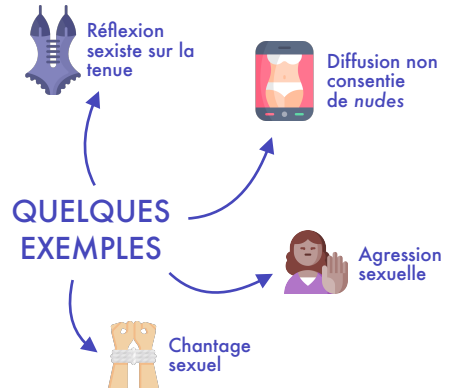 Réflexion
sexiste sur la
tenue
Diffusion non
consentie
de nudes
QUELQUES
EXEMPLES
Agression
sexuelle
Chantage
sexuel